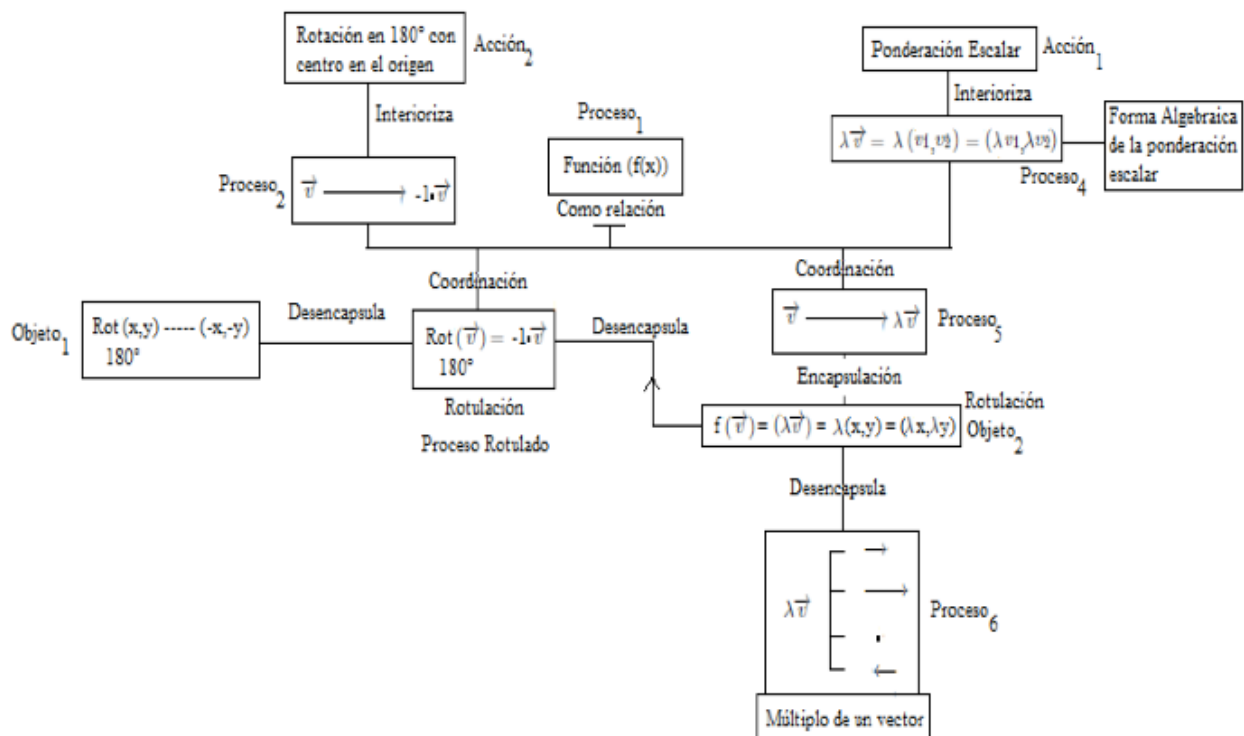 Rotación en 180° con
centro en el origen
Acción2
Ponderación Escalar
Acción1
Interioriza
Interioriza
Proceso1
Función (f(x))
Como relación
λv⃗ = λ(v1,v2) = (λv1,λv2)
Proceso4
Forma Algebraica
de la ponderación
escalar
Proceso2
v⃗ ⟶ -1•v⃗
Coordinación
Coordinación
Objeto1
Rot (x,y) ----- (-x,-y)
180°
Desencapsula
Rot (v⃗) = -1•v⃗
180°
Desencapsula
v⃗ ⟶ λv⃗
Proceso5
Encapsulación
Rotulación
Proceso Rotulado
f(v⃗) = (λv⃗) = λ(x,y) = (λx,λy)
Rotulación
Objeto2
Desencapsula
λv⃗
Proceso6
Múltiplo de un vector